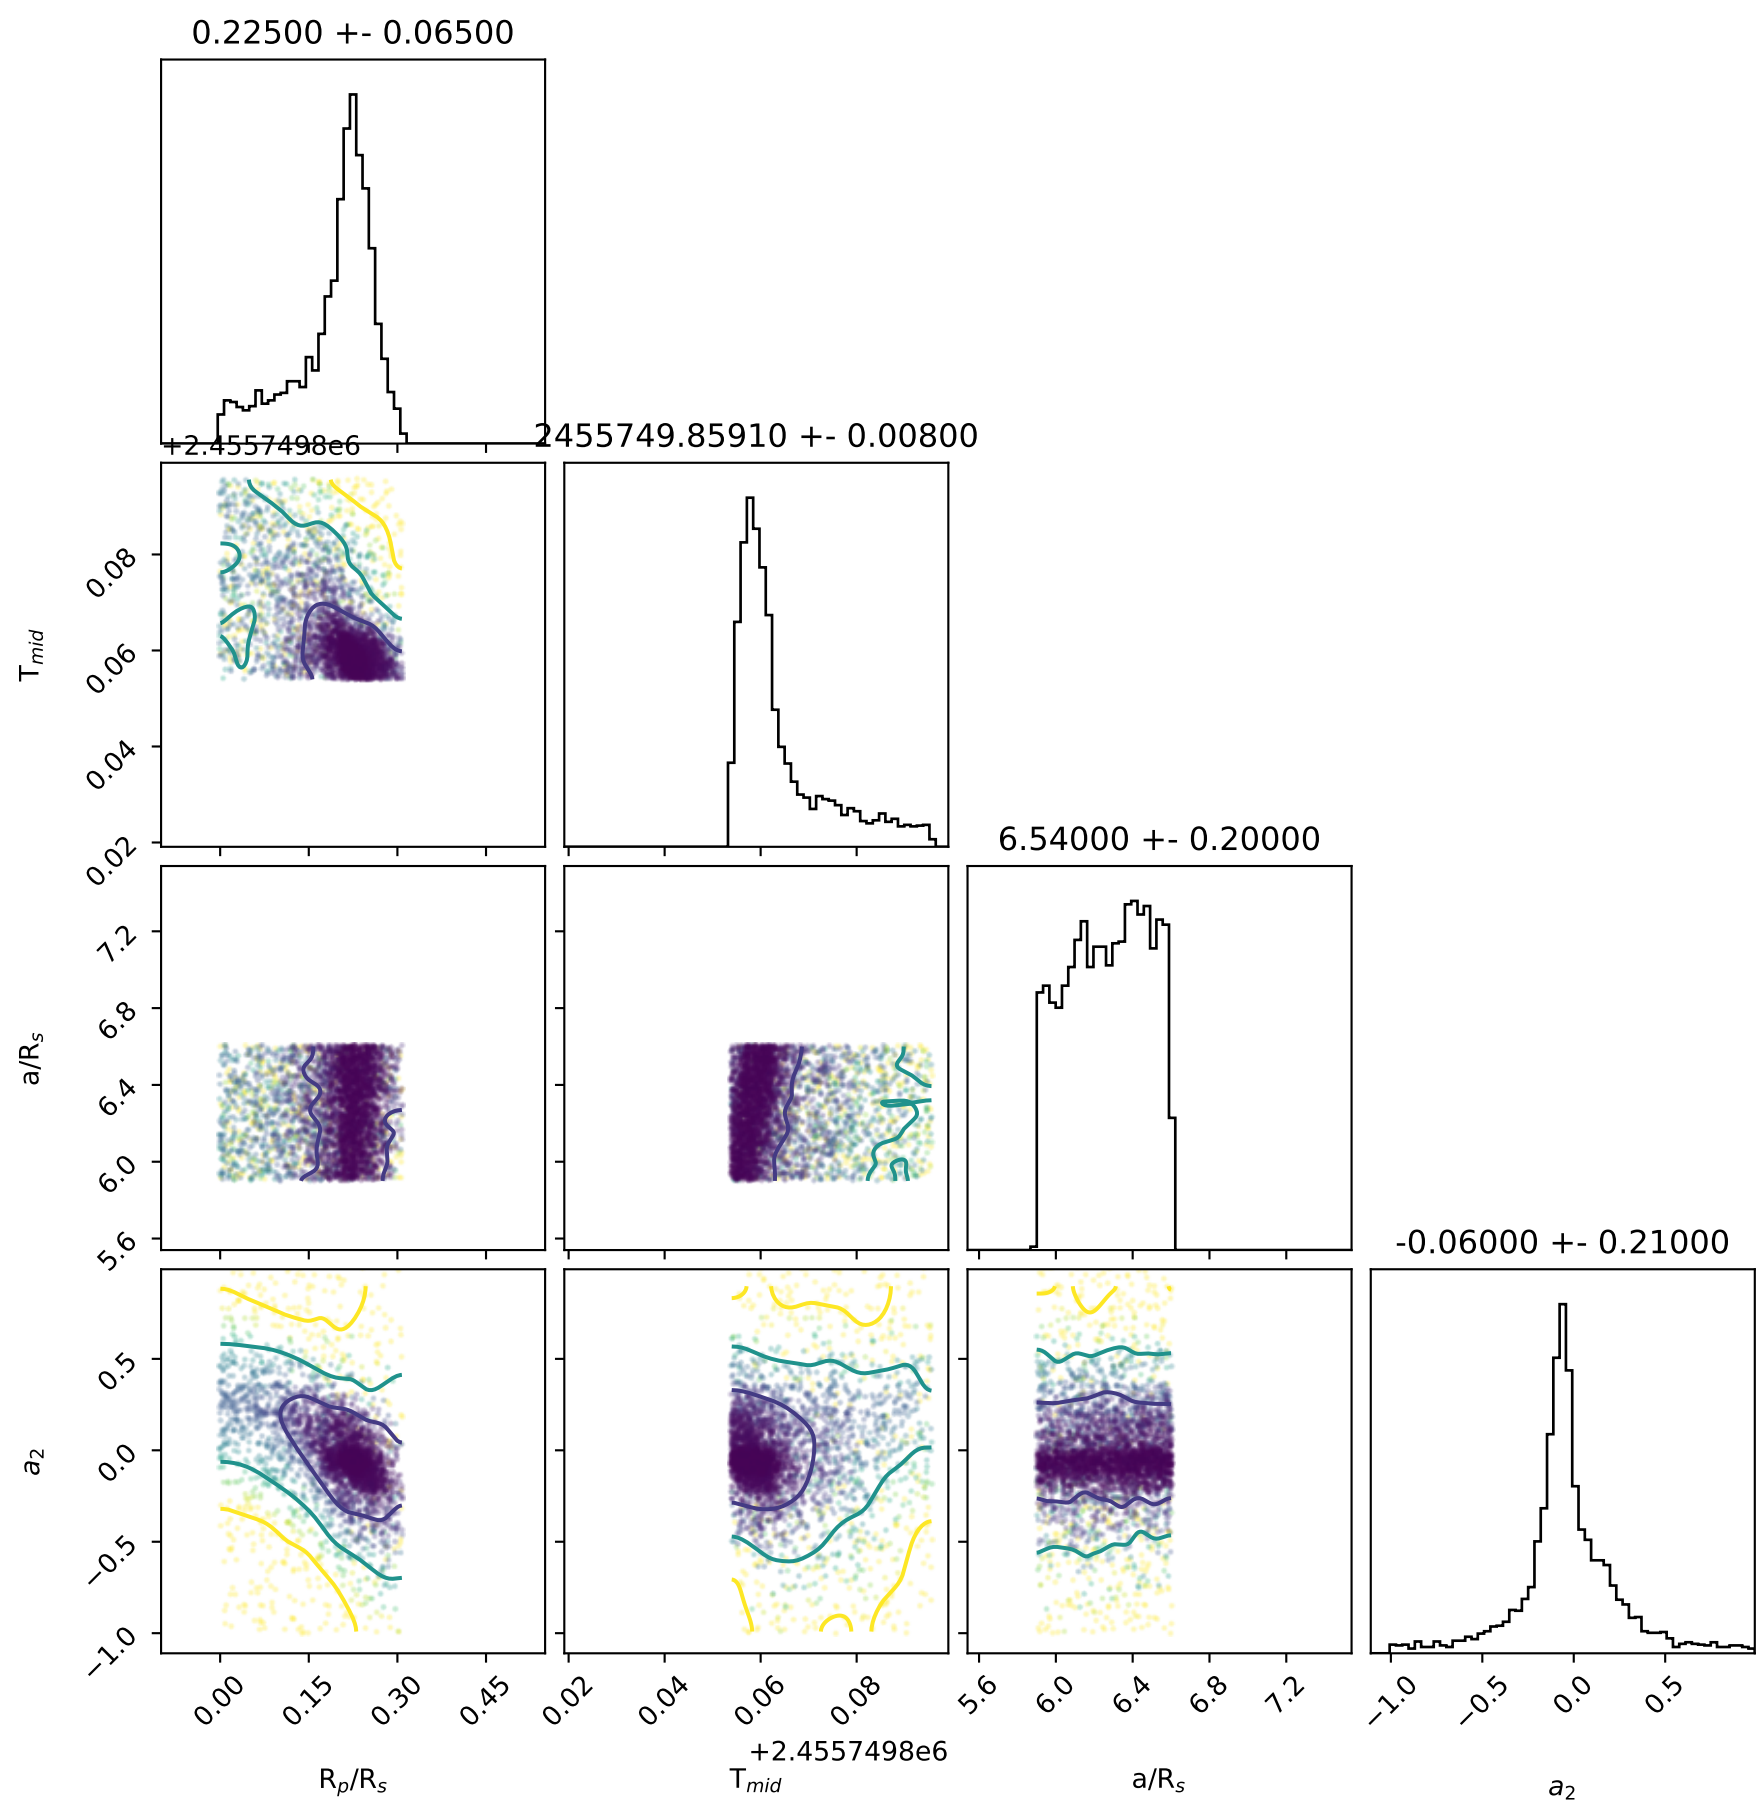 0.22500 +- 0.06500
+2.4557498e6
2455749.85910 +- 0.00800
0.08
0.06
0.04
0.02
T_mid
6.54000 +- 0.20000
7.2
6.8
6.4
6.0
5.6
a/R_s
-0.06000 +- 0.21000
0.5
0.0
−0.5
−1.0
a_2
0.00 0.15 0.30 0.45 0.02 0.04 0.06 0.08 5.6 6.0 6.4 6.8 7.2 −1.0 −0.5 0.0 0.5
+2.4557498e6
R_p/R_s T_mid a/R_s a_2